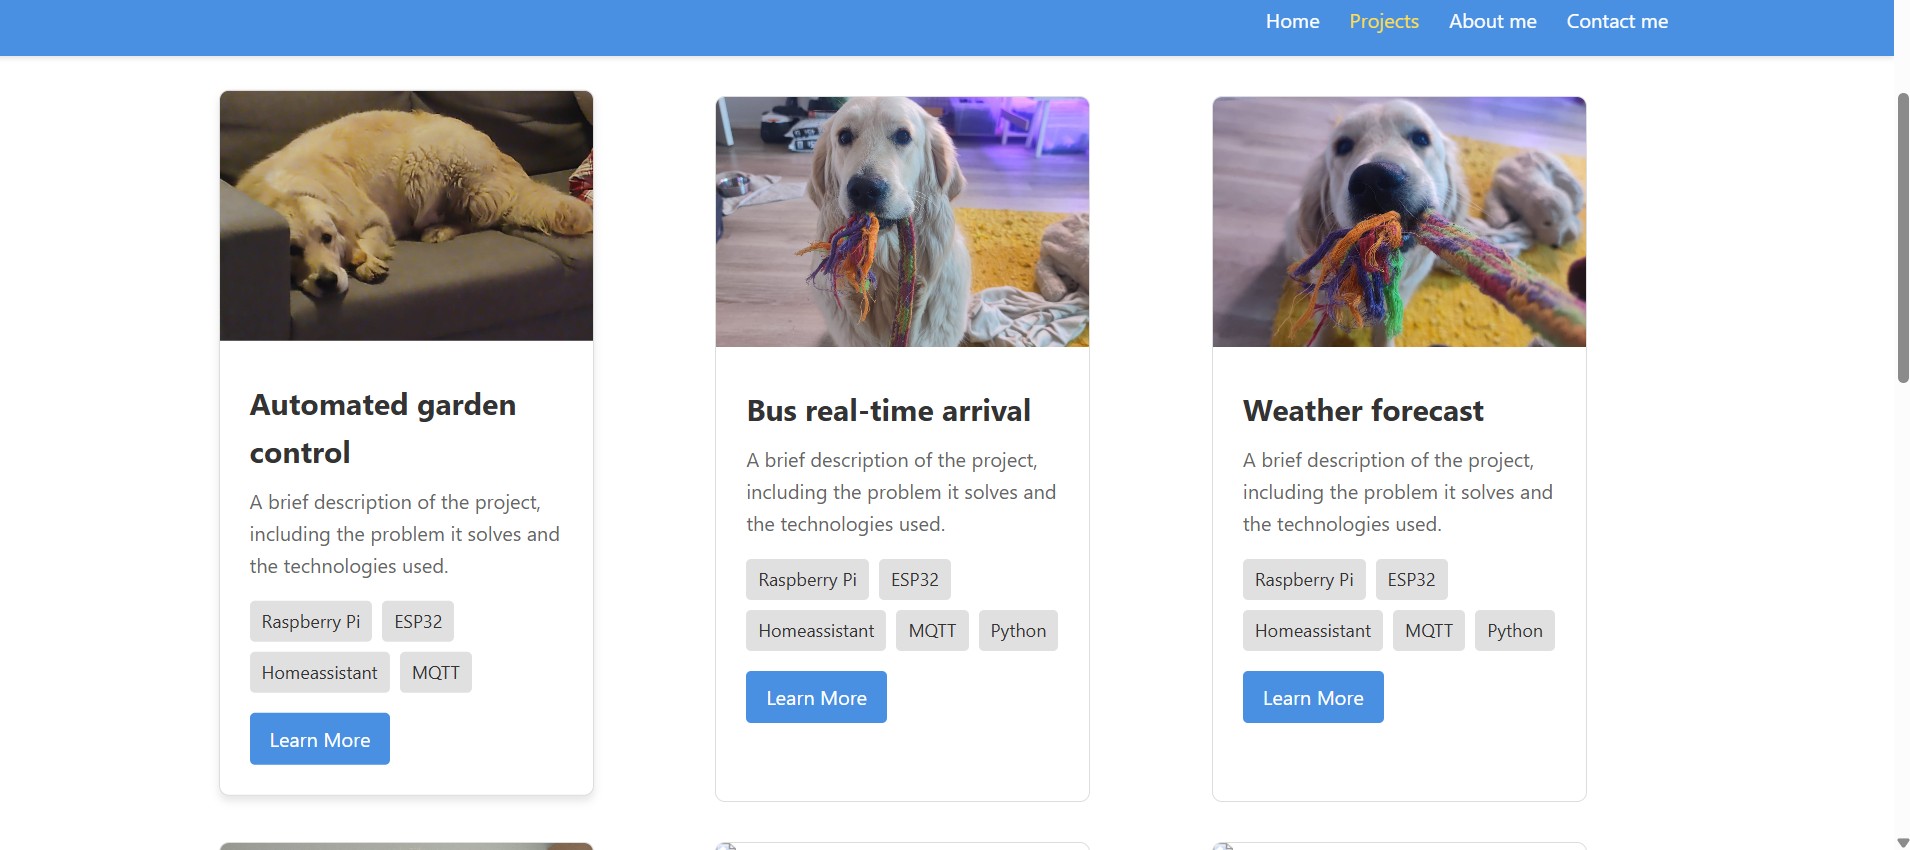 Home Projects About me Contact me
Automated garden
control
A brief description of the project,
including the problem it solves and
the technologies used.
Raspberry Pi ESP32
Homeassistant MQTT
Learn More
Bus real-time arrival
A brief description of the project,
including the problem it solves and
the technologies used.
Raspberry Pi ESP32
Homeassistant MQTT Python
Learn More
Weather forecast
A brief description of the project,
including the problem it solves and
the technologies used.
Raspberry Pi ESP32
Homeassistant MQTT Python
Learn More